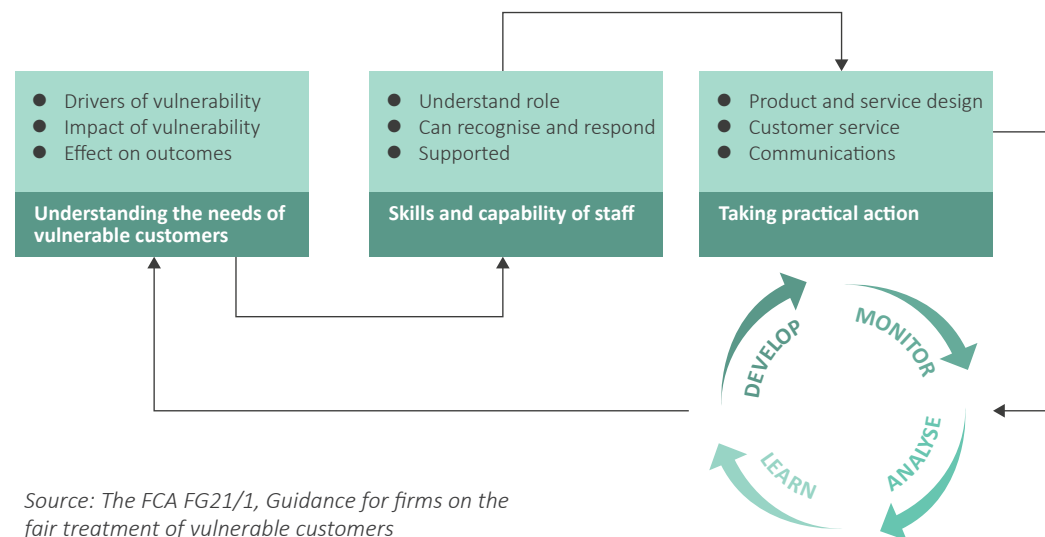 Drivers of vulnerability
Impact of vulnerability
Effect on outcomes
Understanding the needs of
vulnerable customers
Understand role
Can recognise and respond
Supported
Skills and capability of staff
Product and service design
Customer service
Communications
Taking practical action
DEVELOP
MONITOR
ANALYSE
LEARN
Source: The FCA FG21/1, Guidance for firms on the
fair treatment of vulnerable customers